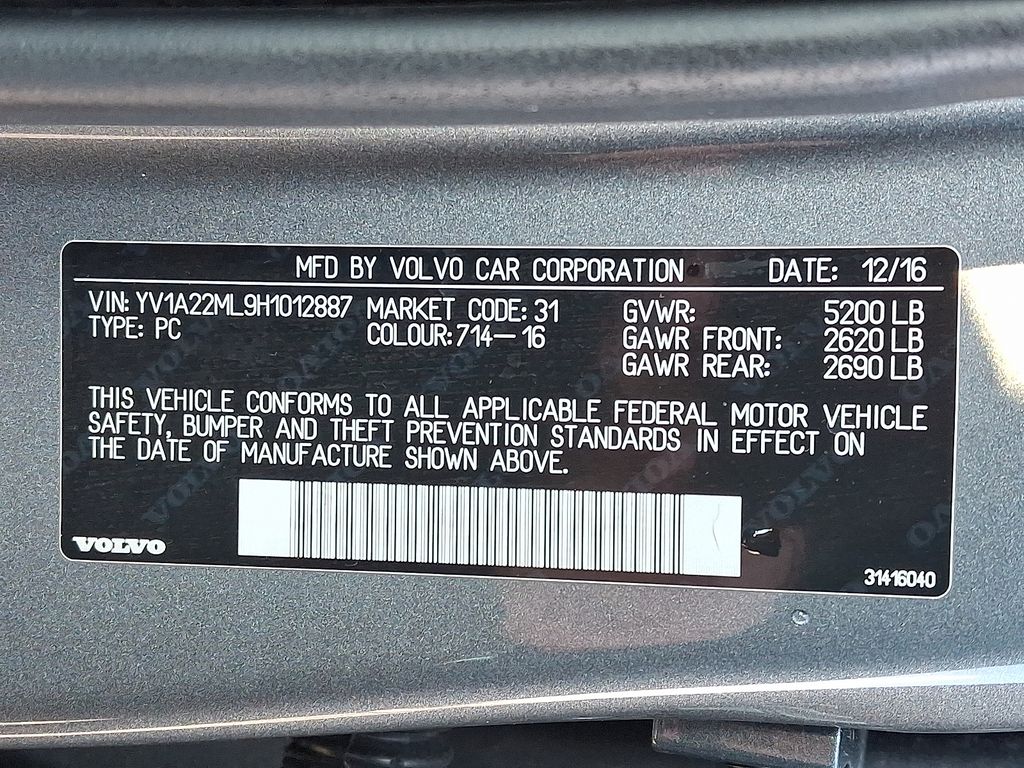 MFD BY VOLVO CAR CORPORATION DATE: 12/16
VIN: YV1A22ML9H1012887 MARKET CODE: 31 GVWR: 5200 LB
TYPE: PC COLOUR: 714-16 GAWR FRONT: 2620 LB
GAWR REAR: 2690 LB
THIS VEHICLE CONFORMS TO ALL APPLICABLE FEDERAL MOTOR VEHICLE
SAFETY, BUMPER AND THEFT PREVENTION STANDARDS IN EFFECT ON
THE DATE OF MANUFACTURE SHOWN ABOVE.
VOLVO
31416040